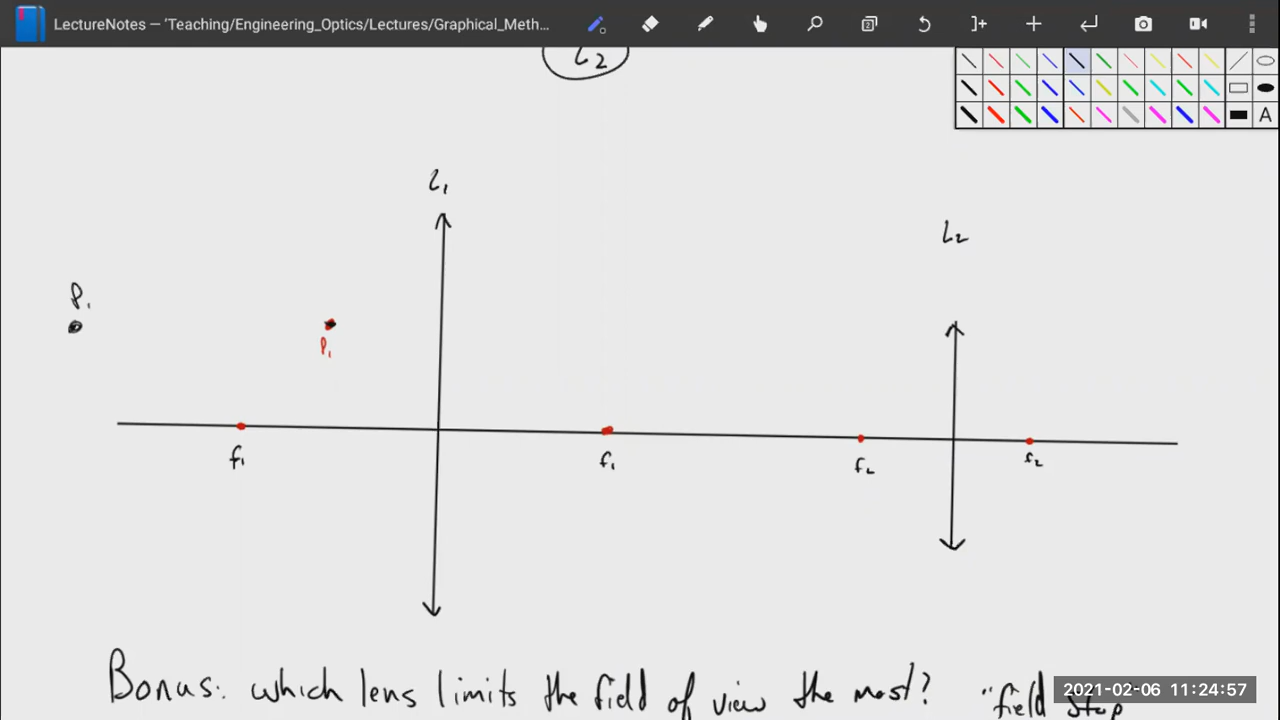 LectureNotes — 'Teaching/Engineering_Optics/Lectures/Graphical_Meth...
L2
A
L1
L2
P1
P1
f1
f1
f2
f2
Bonus: which lens limits the field of view the most? "field stop
2021-02-06 11:24:57